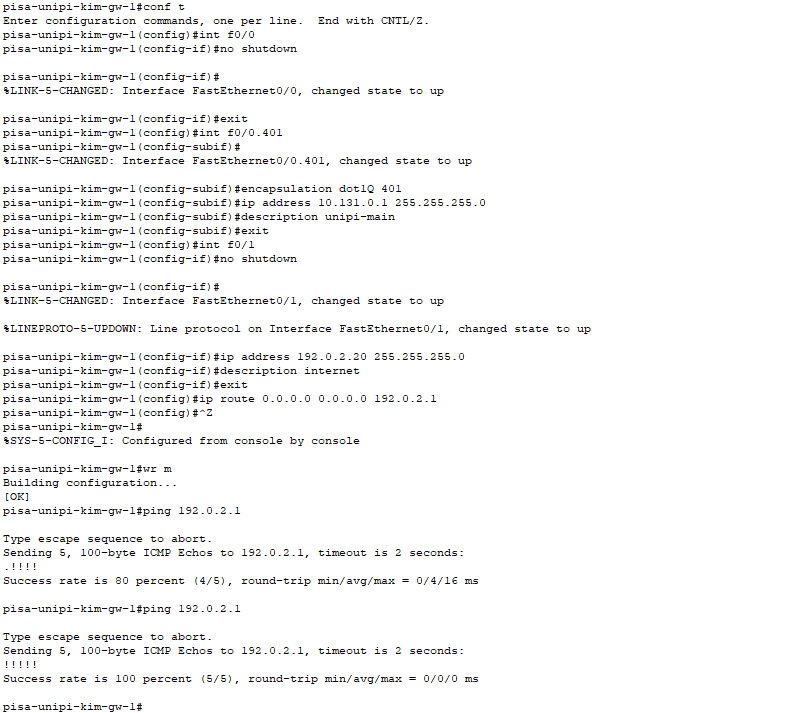 pisa-unipi-kim-gw-1#conf t
Enter configuration commands, one per line.  End with CNTL/Z.
pisa-unipi-kim-gw-1(config)#int f0/0
pisa-unipi-kim-gw-1(config-if)#no shutdown
pisa-unipi-kim-gw-1(config-if)#
%LINK-5-CHANGED: Interface FastEthernet0/0, changed state to up
pisa-unipi-kim-gw-1(config-if)#exit
pisa-unipi-kim-gw-1(config)#int f0/0.401
pisa-unipi-kim-gw-1(config-subif)#
%LINK-5-CHANGED: Interface FastEthernet0/0.401, changed state to up
pisa-unipi-kim-gw-1(config-subif)#encapsulation dot1Q 401
pisa-unipi-kim-gw-1(config-subif)#ip address 10.131.0.1 255.255.255.0
pisa-unipi-kim-gw-1(config-subif)#description unipi-main
pisa-unipi-kim-gw-1(config-subif)#exit
pisa-unipi-kim-gw-1(config)#int f0/1
pisa-unipi-kim-gw-1(config-if)#no shutdown
pisa-unipi-kim-gw-1(config-if)#
%LINK-5-CHANGED: Interface FastEthernet0/1, changed state to up
%LINEPROTO-5-UPDOWN: Line protocol on Interface FastEthernet0/1, changed state to up
pisa-unipi-kim-gw-1(config-if)#ip address 192.0.2.20 255.255.255.0
pisa-unipi-kim-gw-1(config-if)#description internet
pisa-unipi-kim-gw-1(config-if)#exit
pisa-unipi-kim-gw-1(config)#ip route 0.0.0.0 0.0.0.0 192.0.2.1
pisa-unipi-kim-gw-1(config)#^Z
pisa-unipi-kim-gw-1#
%SYS-5-CONFIG_I: Configured from console by console
pisa-unipi-kim-gw-1#wr m
Building configuration...
[OK]
pisa-unipi-kim-gw-1#ping 192.0.2.1
Type escape sequence to abort.
Sending 5, 100-byte ICMP Echos to 192.0.2.1, timeout is 2 seconds:
.!!!!
Success rate is 80 percent (4/5), round-trip min/avg/max = 0/4/16 ms
pisa-unipi-kim-gw-1#ping 192.0.2.1
Type escape sequence to abort.
Sending 5, 100-byte ICMP Echos to 192.0.2.1, timeout is 2 seconds:
!!!!!
Success rate is 100 percent (5/5), round-trip min/avg/max = 0/0/0 ms
pisa-unipi-kim-gw-1#